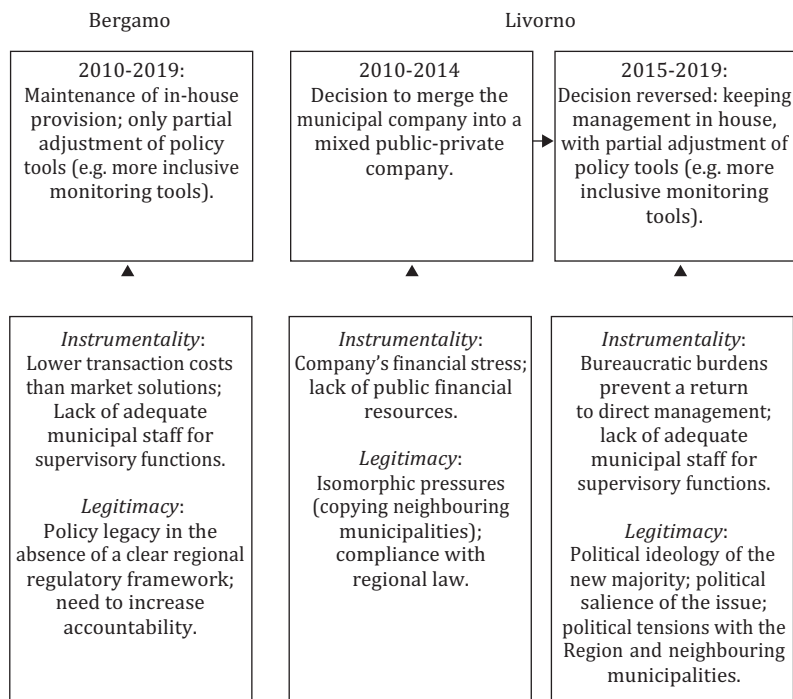 Bergamo
Livorno
2010-2019:
Maintenance of in-house
provision; only partial
adjustment of policy
tools (e.g. more inclusive
monitoring tools).
2010-2014
Decision to merge the
municipal company into a
mixed public-private
company.
2015-2019:
Decision reversed: keeping
management in house,
with partial adjustment of
policy tools (e.g. more
inclusive monitoring
tools).
Instrumentality:
Lower transaction costs
than market solutions;
Lack of adequate
municipal staff for
supervisory functions.
Legitimacy:
Policy legacy in the
absence of a clear regional
regulatory framework;
need to increase
accountability.
Instrumentality:
Company's financial stress;
lack of public financial
resources.
Legitimacy:
Isomorphic pressures
(copying neighbouring
municipalities);
compliance with
regional law.
Instrumentality:
Bureaucratic burdens
prevent a return
to direct management;
lack of adequate
municipal staff for
supervisory functions.
Legitimacy:
Political ideology of the
new majority; political
salience of the issue;
political tensions with the
Region and neighbouring
municipalities.